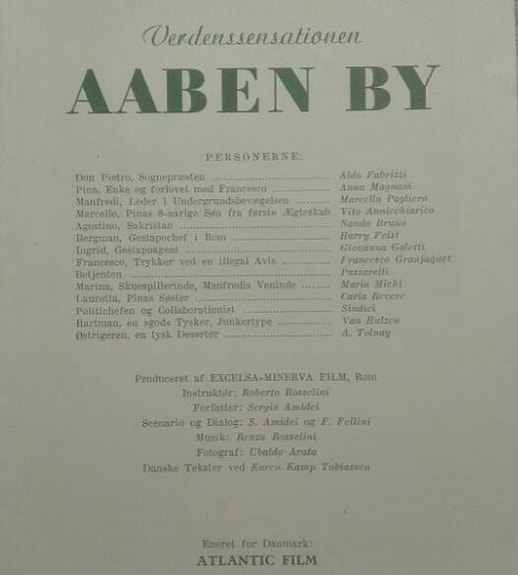 Verdenssensationen
AABEN BY
PERSONERNE:
Don Pietro, Sognepræsten ........ Aldo Fabrizzi
Pina, Enke og forlovet med Francesco ........ Anna Magnani
Manfredi, Leder i Undergrundsbevægelsen ........ Marcello Pagliero
Marcello, Pinas 8-aarige Søn fra første Ægteskab Vito Annicchiarico
Agostino, Sakristan ........ Nando Bruno
Bergman, Gestapochef i Rom ........ Harry Feist
Ingrid, Gestapoagent ........ Giovanna Galetti
Francesco, Trykker ved en illegal Avis ........ Francesco Granjaquet
Betjenten ........ Passarelli
Marina, Skuespillerinde, Manfredis Veninde ........ Maria Michi
Lauretta, Pinas Søster ........ Carla Revere
Politichefen og Collaborationist ........ Sindici
Hartman, en »god« Tysker, Junkertype ........ Van Hulzen
Østrigeren, en tysk Desertør ........ A. Tolnay
Produceret af EXCELSA-MINERVA FILM, Rom
Instruktør: Roberto Rossolini
Forfatter: Sergio Amidei
Scenario og Dialog: S. Amidei og F. Fellini
Musik: Renzo Rossolini
Fotograf: Ubaldo Arata
Danske Tekster ved Karen Kamp Tobiassen
Eneret for Danmark:
ATLANTIC FILM